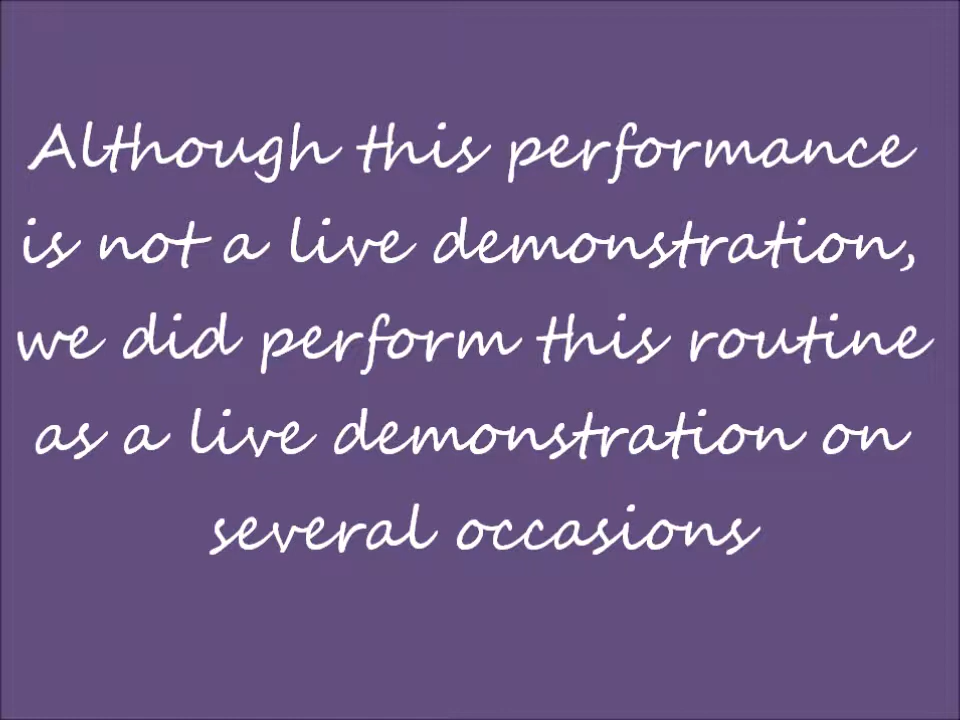 Although this performance
is not a live demonstration,
we did perform this routine
as a live demonstration on
several occasions